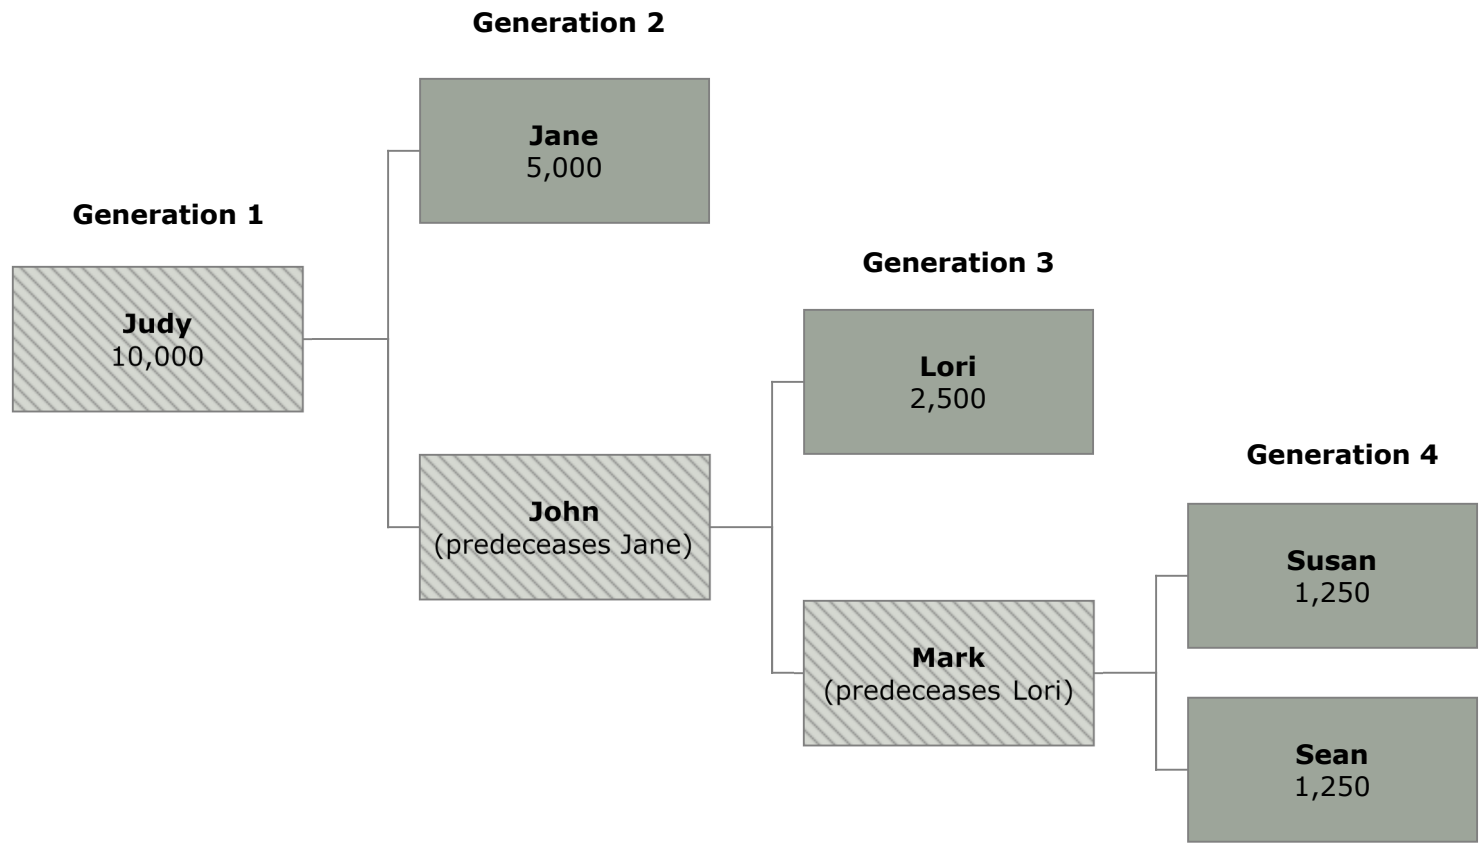 Generation 2
Jane
5,000
Generation 1
Judy
10,000
Generation 3
Lori
2,500
Generation 4
John
(predeceases Jane)
Susan
1,250
Mark
(predeceases Lori)
Sean
1,250